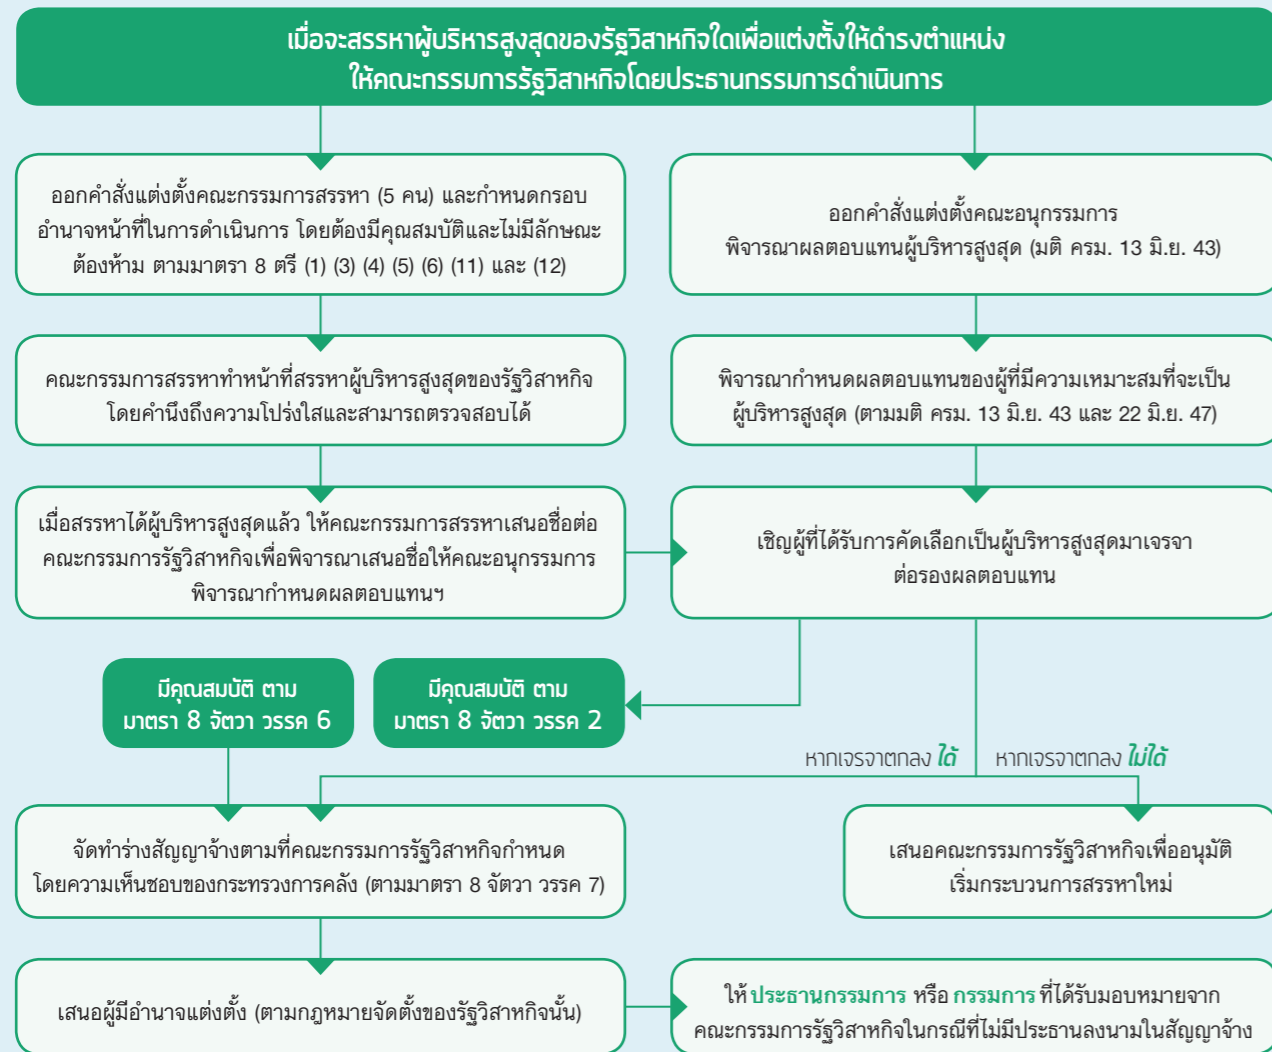 เมื่อจะสรรหาผู้บริหารสูงสุดของรัฐวิสาหกิจใดเพื่อแต่งตั้งให้ดำรงตำแหน่ง
ให้คณะกรรมการรัฐวิสาหกิจโดยประธานกรรมการดำเนินการ
ออกคำสั่งแต่งตั้งคณะกรรมการสรรหา (5 คน) และกำหนดกรอบ
อำนาจหน้าที่ในการดำเนินการ โดยต้องมีคุณสมบัติและไม่มีลักษณะ
ต้องห้าม ตามมาตรา 8 ตรี (1) (3) (4) (5) (6) (11) และ (12)
ออกคำสั่งแต่งตั้งคณะอนุกรรมการ
พิจารณาผลตอบแทนผู้บริหารสูงสุด (มติ ครม. 13 มิ.ย. 43)
คณะกรรมการสรรหาทำหน้าที่สรรหาผู้บริหารสูงสุดของรัฐวิสาหกิจ
โดยคำนึงถึงความโปร่งใสและสามารถตรวจสอบได้
พิจารณากำหนดผลตอบแทนของผู้ที่มีความเหมาะสมที่จะเป็น
ผู้บริหารสูงสุด (ตามมติ ครม. 13 มิ.ย. 43 และ 22 มิ.ย. 47)
เมื่อสรรหาได้ผู้บริหารสูงสุดแล้ว ให้คณะกรรมการสรรหาเสนอชื่อต่อ
คณะกรรมการรัฐวิสาหกิจเพื่อพิจารณาเสนอชื่อให้คณะอนุกรรมการ
พิจารณากำหนดผลตอบแทนฯ
เชิญผู้ที่ได้รับการคัดเลือกเป็นผู้บริหารสูงสุดมาเจรจา
ต่อรองผลตอบแทน
มีคุณสมบัติ ตาม
มาตรา 8 จัตวา วรรค 6
มีคุณสมบัติ ตาม
มาตรา 8 จัตวา วรรค 2
หากเจรจาตกลง ได้
หากเจรจาตกลง ไม่ได้
จัดทำร่างสัญญาจ้างตามที่คณะกรรมการรัฐวิสาหกิจกำหนด
โดยความเห็นชอบของกระทรวงการคลัง (ตามมาตรา 8 จัตวา วรรค 7)
เสนอคณะกรรมการรัฐวิสาหกิจเพื่ออนุมัติ
เริ่มกระบวนการสรรหาใหม่
เสนอผู้มีอำนาจแต่งตั้ง (ตามกฎหมายจัดตั้งของรัฐวิสาหกิจนั้น)
ให้ ประธานกรรมการ หรือ กรรมการ ที่ได้รับมอบหมายจาก
คณะกรรมการรัฐวิสาหกิจในกรณีที่ไม่มีประธานลงนามในสัญญาจ้าง